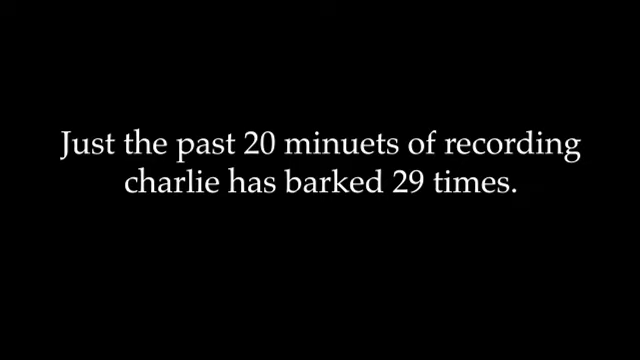 Just the past 20 minuets of recording
charlie has barked 29 times.